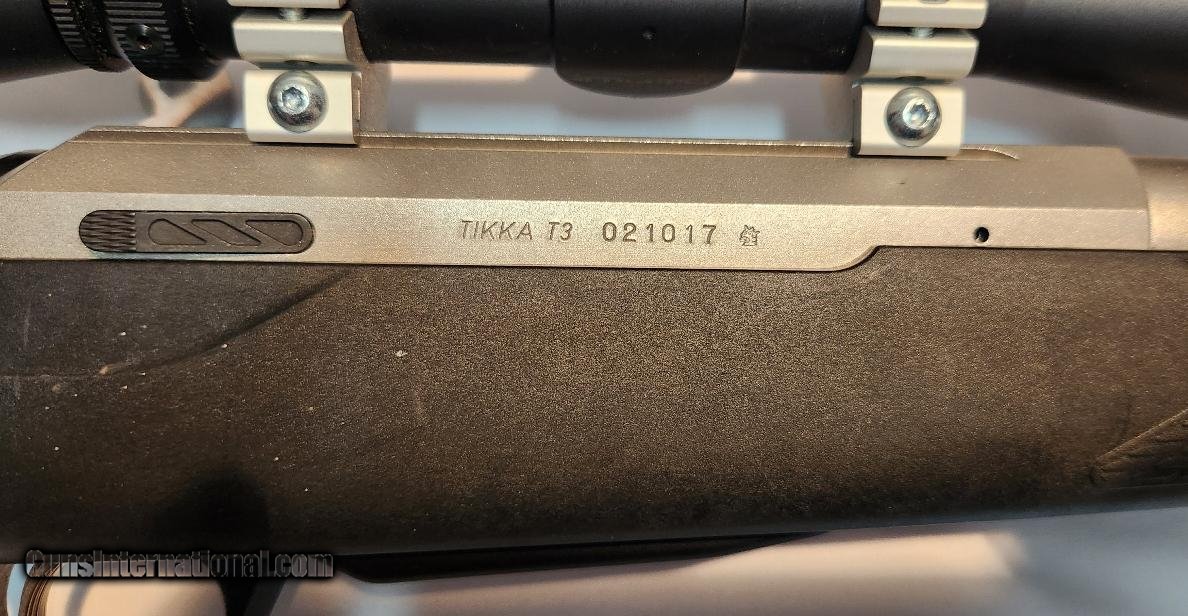 TIKKA T3 021017
GunsInternational.com